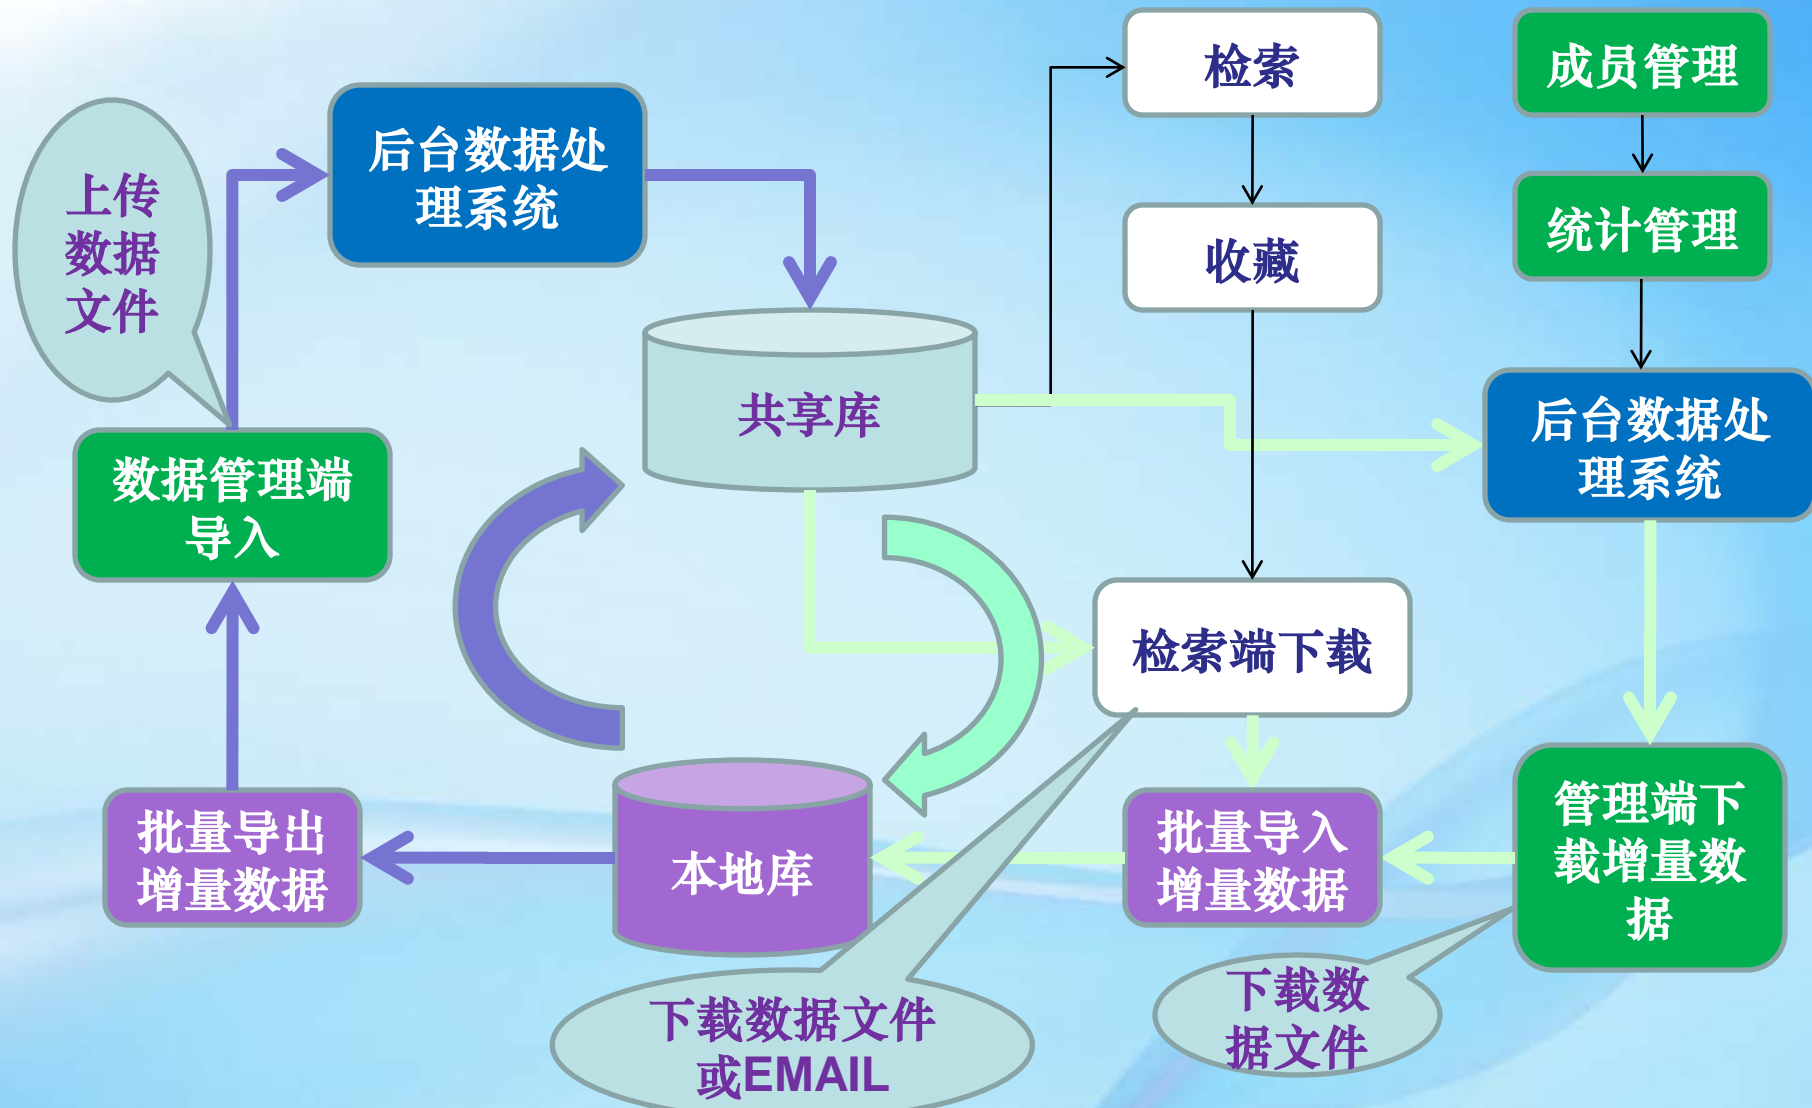 检索
成员管理
后台数据处
理系统
上传
数据
文件
统计管理
收藏
共享库
后台数据处
理系统
数据管理端
导入
检索端下载
批量导出
增量数据
本地库
批量导入
增量数据
管理端下
载增量数
据
下载数据文件
或EMAIL
下载数
据文件